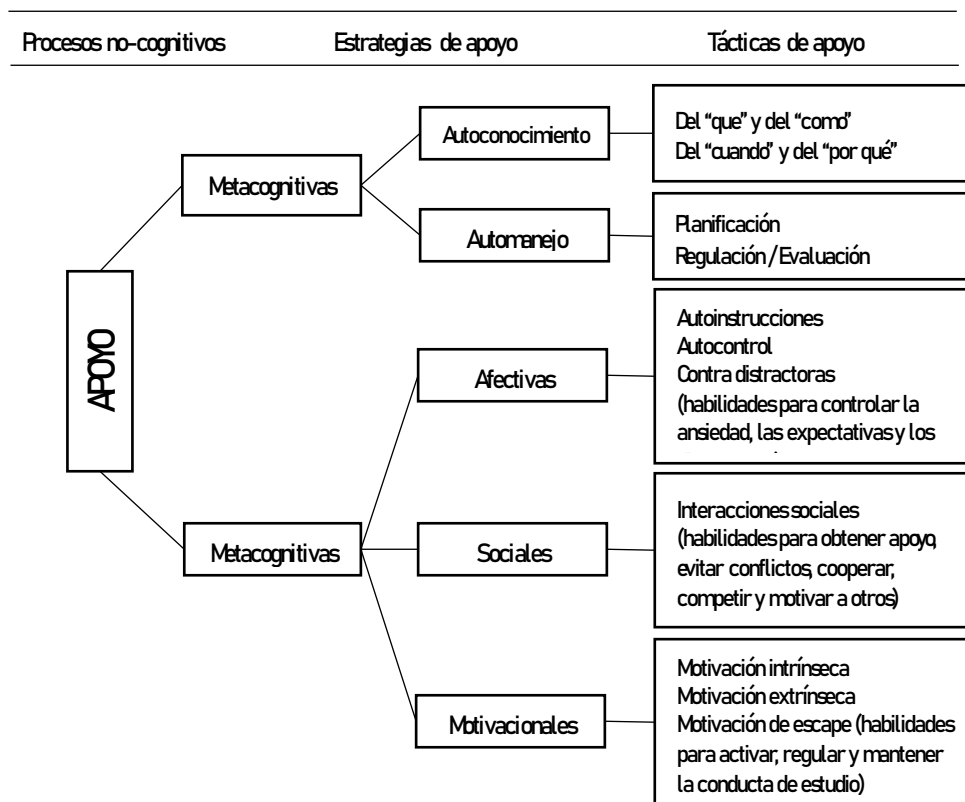 Procesos no-cognitivos
Estrategias de apoyo
Tácticas de apoyo
APOYO
Metacognitivas
Autoconocimiento
Del “que” y del “como”
Del “cuando” y del “por qué”
Automanejo
Planificación
Regulación / Evaluación
Metacognitivas
Afectivas
Autoinstrucciones
Autocontrol
Contra distractoras
(habilidades para controlar la
ansiedad, las expectativas y los
Sociales
Interacciones sociales
(habilidades para obtener apoyo,
evitar conflictos, cooperar,
competir y motivar a otros)
Motivacionales
Motivación intrínseca
Motivación extrínseca
Motivación de escape (habilidades
para activar, regular y mantener
la conducta de estudio)